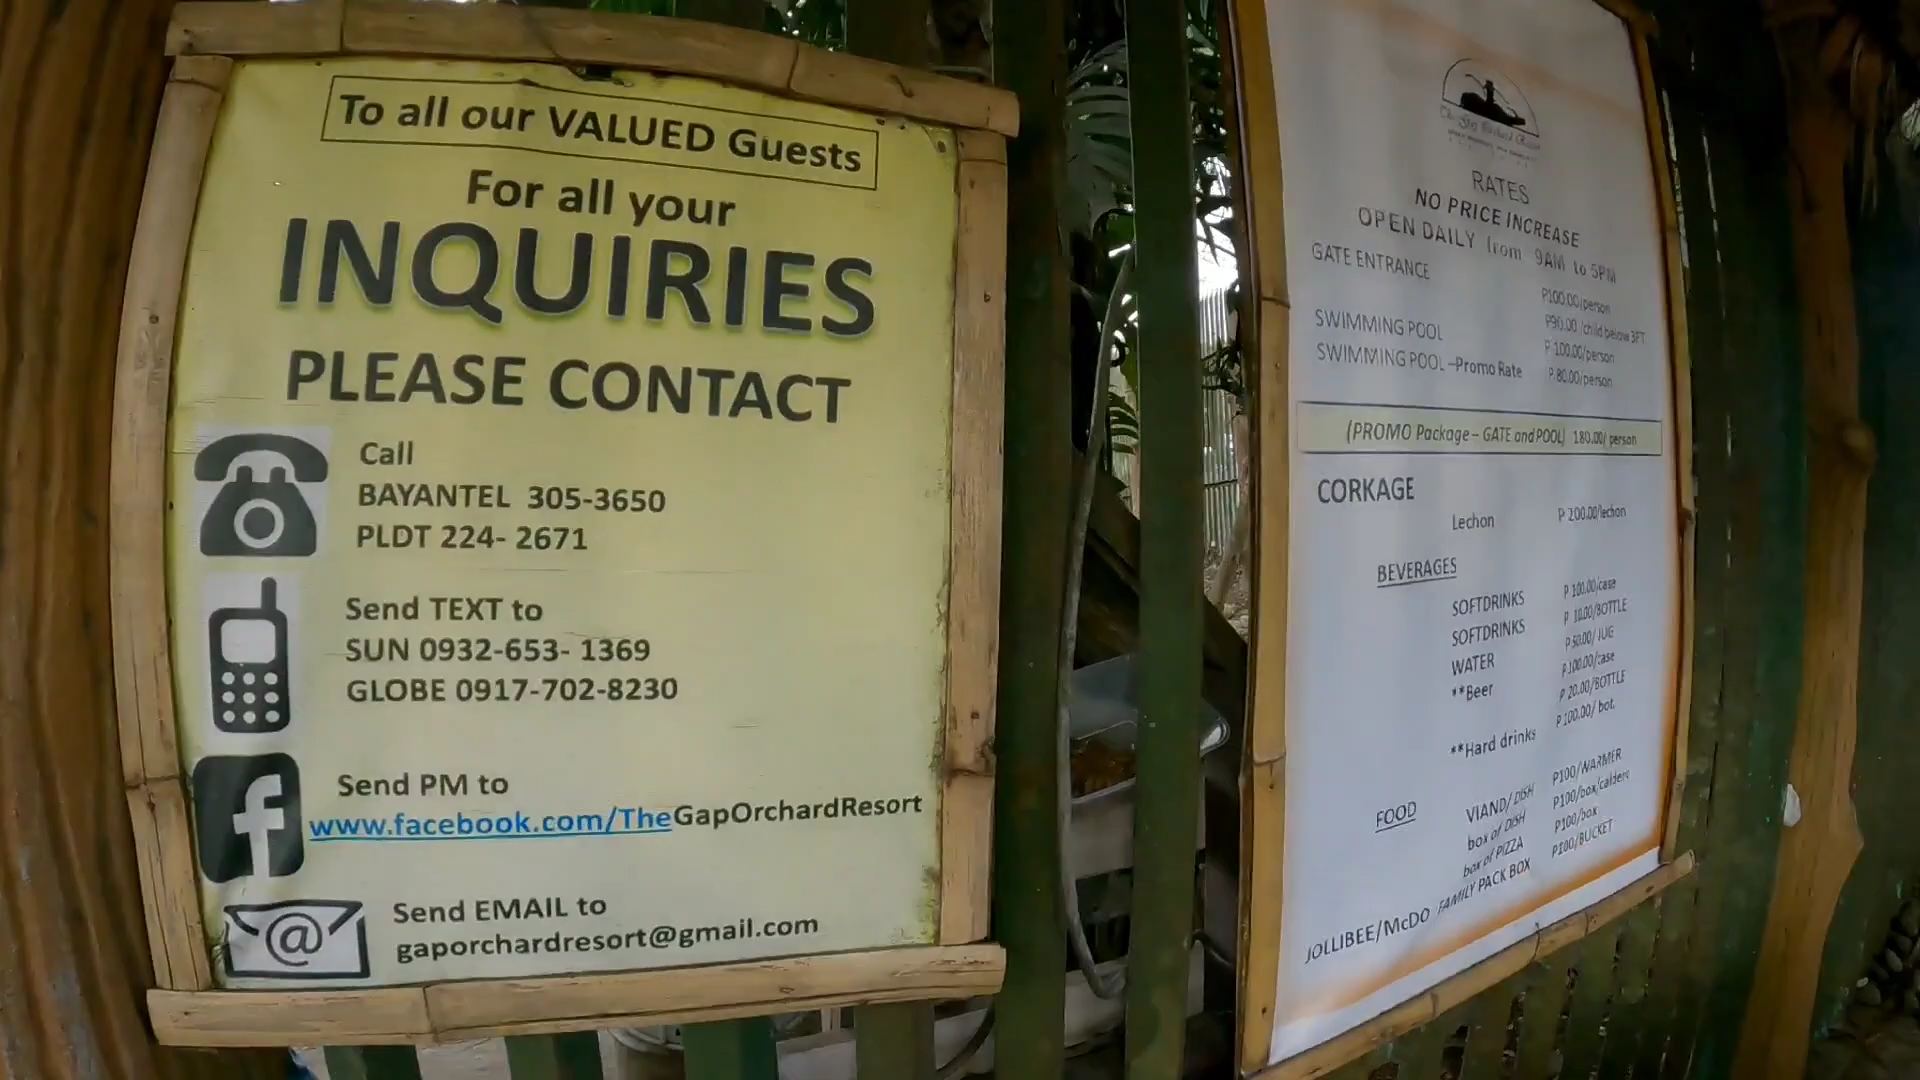 To all our VALUED Guests
For all your
INQUIRIES
PLEASE CONTACT
Call
BAYANTEL 305-3650
PLDT 224- 2671
Send TEXT to
SUN 0932-653- 1369
GLOBE 0917-702-8230
Send PM to
www.facebook.com/TheGapOrchardResort
Send EMAIL to
gaporchardresort@gmail.com
The Gap Orchard Resort
RATES
NO PRICE INCREASE
OPEN DAILY from 9AM to 5PM
GATE ENTRANCE
P100.00/person
P90.00 /child below 3FT
SWIMMING POOL P 100.00/person
SWIMMING POOL –Promo Rate P 80.00/person
(PROMO Package – GATE and POOL) 180.00/ person
CORKAGE
Lechon P 200.00/lechon
BEVERAGES
SOFTDRINKS P 100.00/case
SOFTDRINKS P 10.00/BOTTLE
WATER P 50.00/ JUG
**Beer P 100.00/case
P 20.00/BOTTLE
**Hard drinks P 100.00/ bot.
FOOD VIAND/ DISH P100/WARMER
box of DISH P100/box/caldero
box of PIZZA P100/box
JOLLIBEE/McDO FAMILY PACK BOX P100/BUCKET